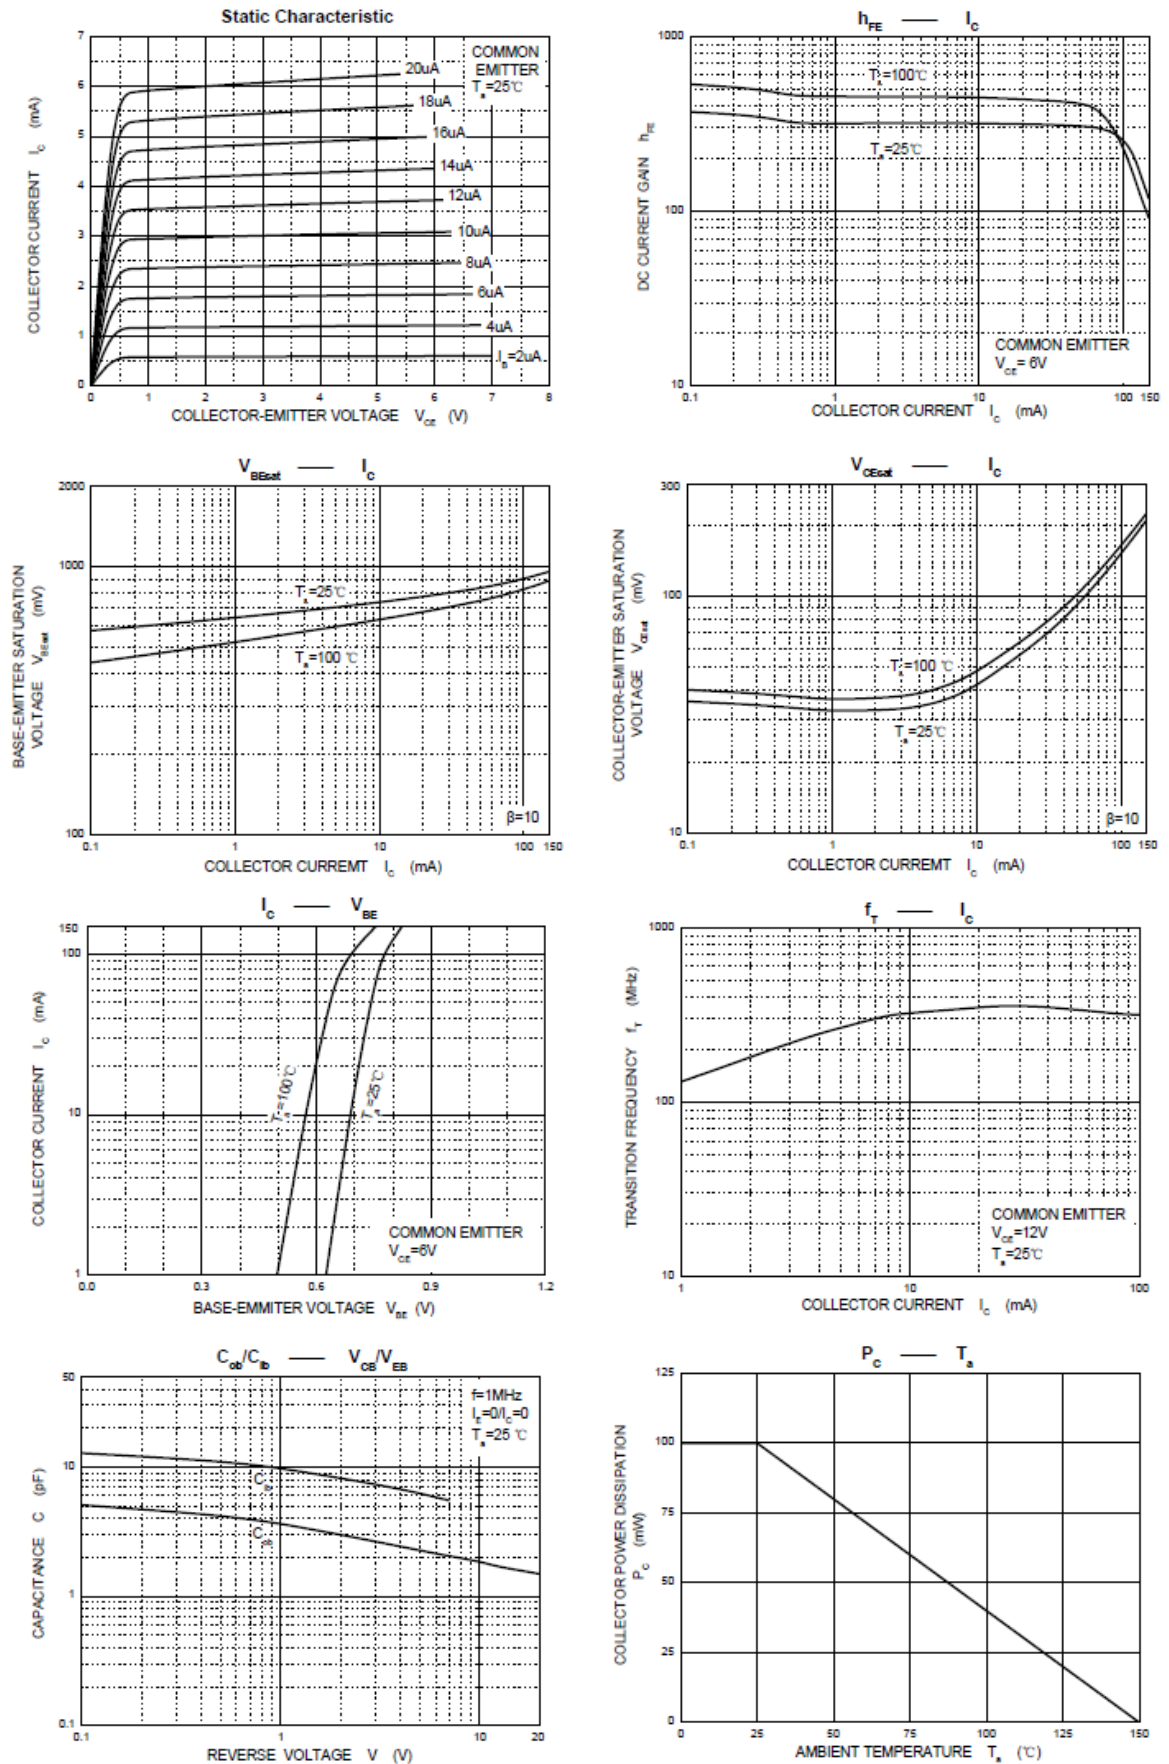 Static Characteristic
7
6
5
4
3
2
1
0
0 1 2 3 4 5 6 7 8
COLLECTOR CURRENT I_C (mA)
COLLECTOR-EMITTER VOLTAGE V_CE (V)
COMMON
EMITTER
T_a=25℃
20uA
18uA
16uA
14uA
12uA
10uA
8uA
6uA
4uA
I_B=2uA
h_FE —— I_C
1000
100
10
0.1 1 10 100 150
DC CURRENT GAIN h_FE
COLLECTOR CURRENT I_C (mA)
T_a=100℃
T_a=25℃
COMMON EMITTER
V_CE= 6V
V_BEsat —— I_C
2000
1000
100
0.1 1 10 100 150
BASE-EMITTER SATURATION
VOLTAGE V_BEsat (mV)
COLLECTOR CURREMT I_C (mA)
T_a=25℃
T_a=100 ℃
β=10
V_CEsat —— I_C
300
100
10
0.1 1 10 100 150
COLLECTOR-EMITTER SATURATION
VOLTAGE V_CEsat (mV)
COLLECTOR CURREMT I_C (mA)
T_a=100 ℃
T_a=25℃
β=10
I_C —— V_BE
150
100
10
1
0.0 0.3 0.6 0.9 1.2
COLLECTOR CURRENT I_C (mA)
BASE-EMMITER VOLTAGE V_BE (V)
T_a=100℃
T_a=25℃
COMMON EMITTER
V_CE=6V
f_T —— I_C
1000
100
10
1 10 100
TRANSITION FREQUENCY f_T (MHz)
COLLECTOR CURRENT I_C (mA)
COMMON EMITTER
V_CE=12V
T_a=25℃
C_ob/C_ib —— V_CB/V_EB
50
10
1
0.1
0.1 1 10 20
CAPACITANCE C (pF)
REVERSE VOLTAGE V (V)
f=1MHz
I_E=0/I_C=0
T_a=25 ℃
C_ib
C_ob
P_C —— T_a
125
100
75
50
25
0
0 25 50 75 100 125 150
COLLECTOR POWER DISSIPATION
P_C (mW)
AMBIENT TEMPERATURE T_a (℃)